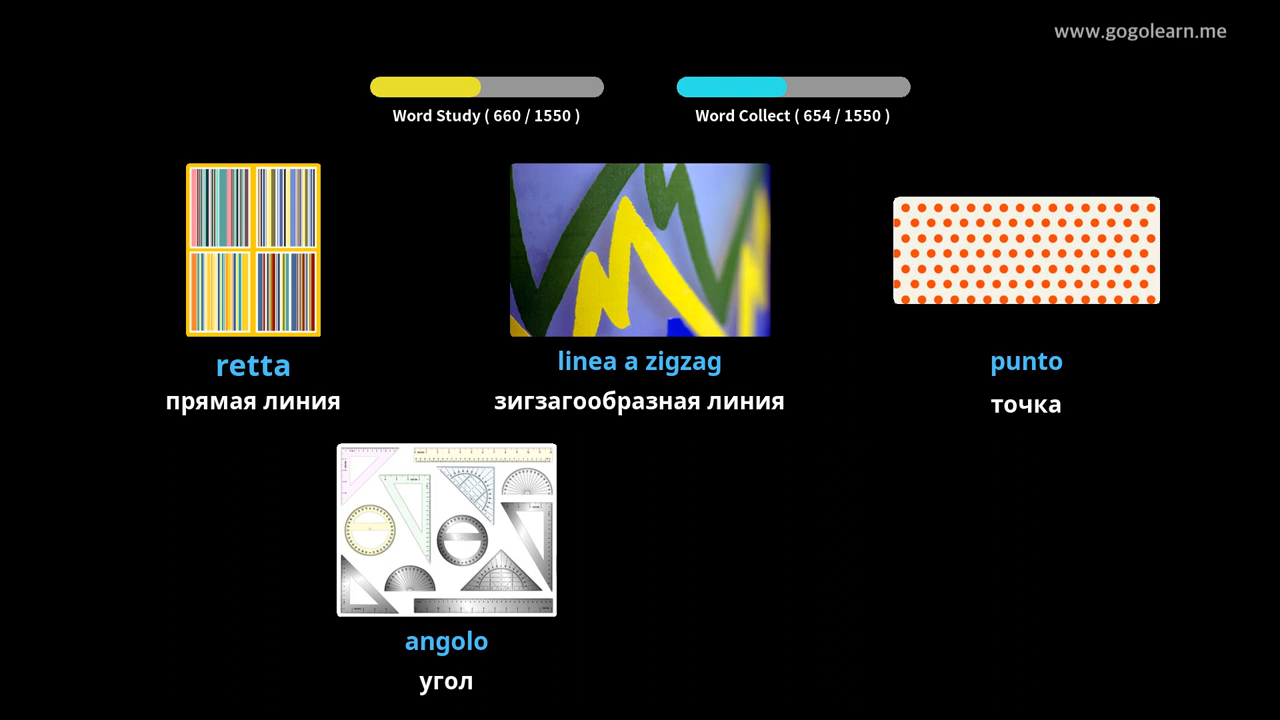 www.gogolearn.me
Word Study ( 660 / 1550 )
Word Collect ( 654 / 1550 )
retta
прямая линия
linea a zigzag
зигзагообразная линия
punto
точка
angolo
угол